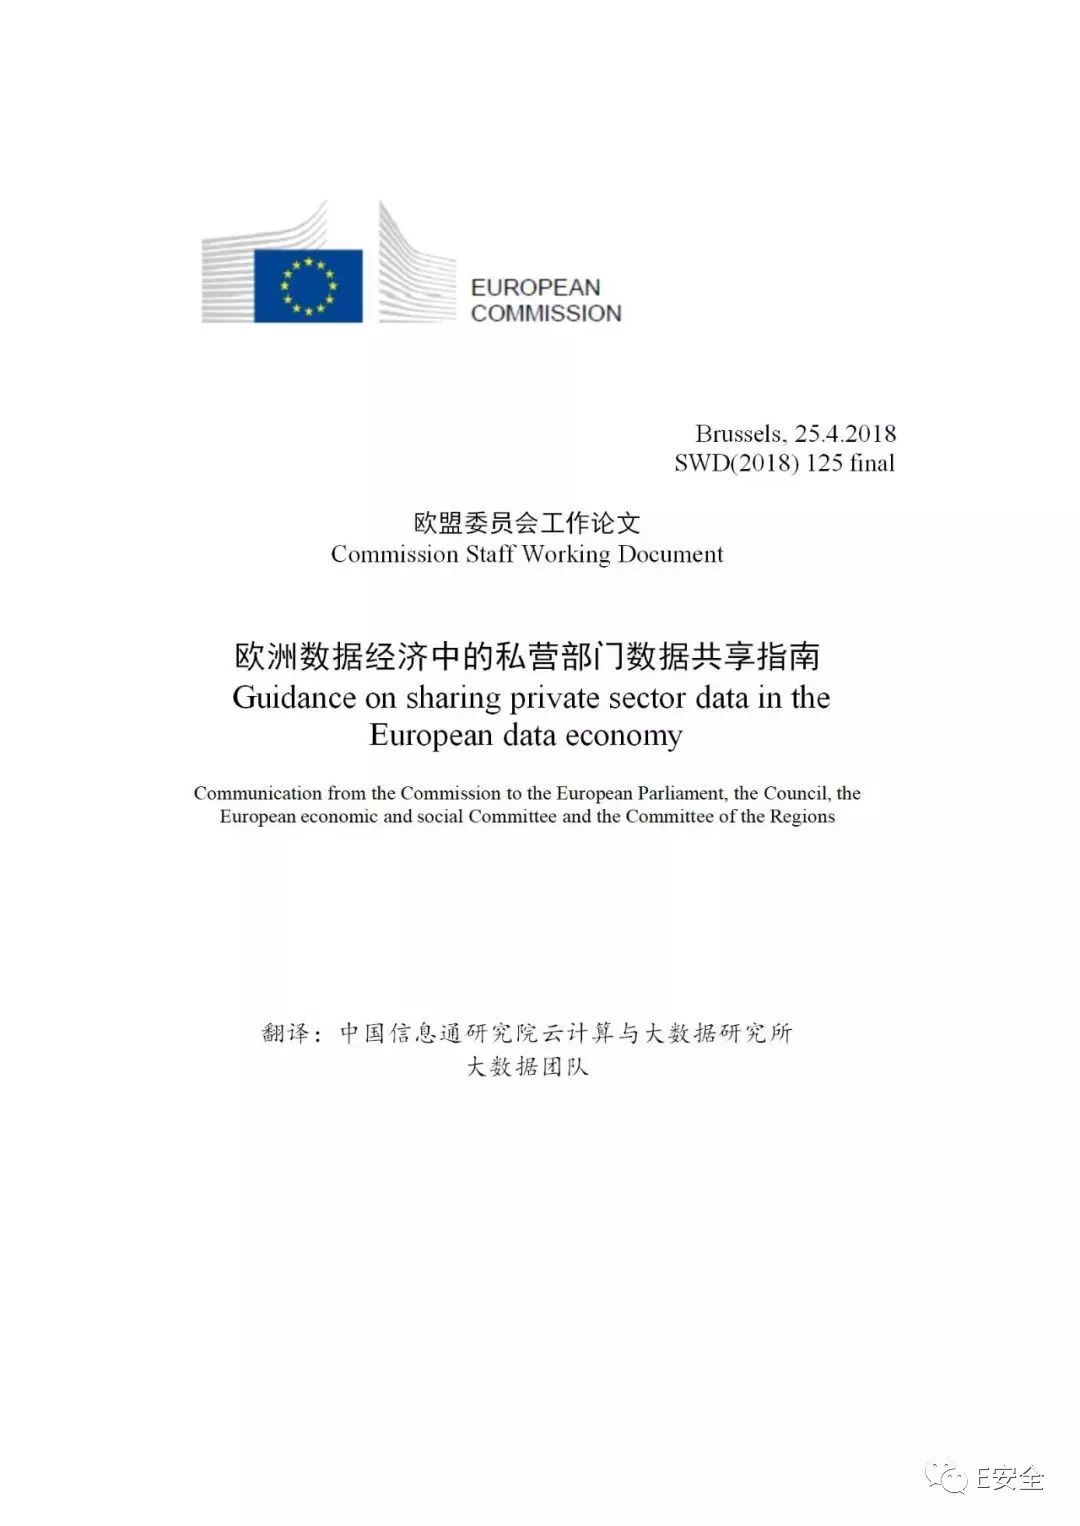 EUROPEAN
COMMISSION
Brussels, 25.4.2018
SWD(2018) 125 final
欧盟委员会工作论文
Commission Staff Working Document
欧洲数据经济中的私营部门数据共享指南
Guidance on sharing private sector data in the
European data economy
Communication from the Commission to the European Parliament, the Council, the
European economic and social Committee and the Committee of the Regions
翻译：中国信息通研究院云计算与大数据研究所
大数据团队
E安全